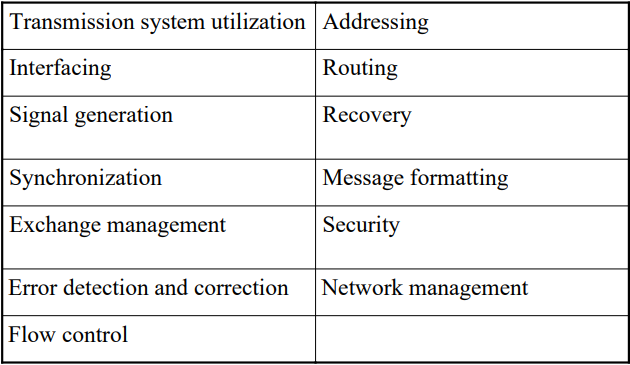 Transmission system utilization Addressing
Interfacing Routing
Signal generation Recovery
Synchronization Message formatting
Exchange management Security
Error detection and correction Network management
Flow control